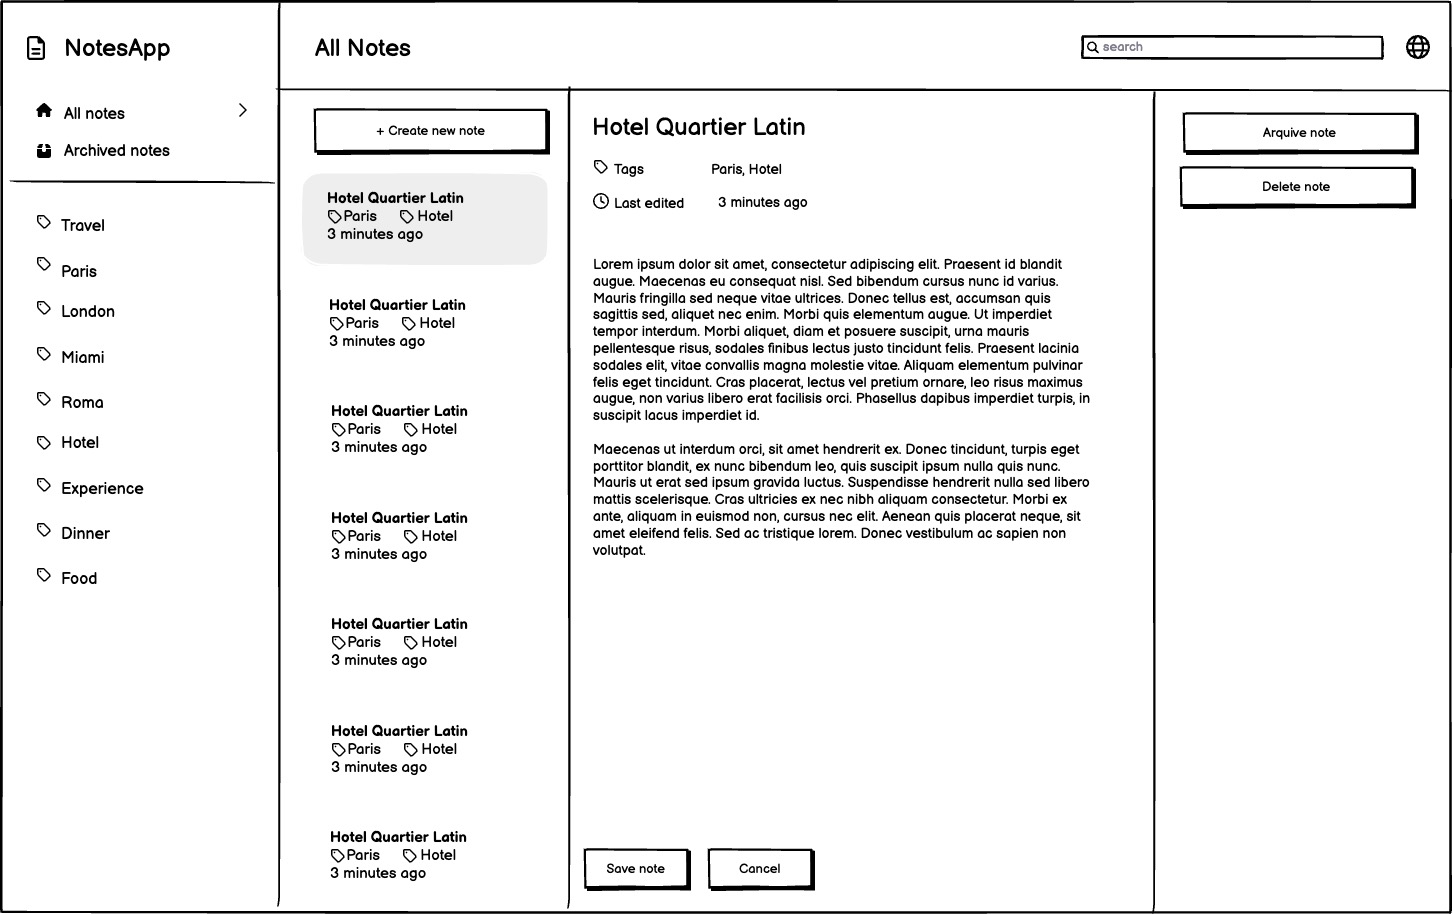 NotesApp
All notes
Archived notes
Travel
Paris
London
Miami
Roma
Hotel
Experience
Dinner
Food
All Notes
search
+ Create new note
Hotel Quartier Latin
Paris Hotel
3 minutes ago
Hotel Quartier Latin
Paris Hotel
3 minutes ago
Hotel Quartier Latin
Paris Hotel
3 minutes ago
Hotel Quartier Latin
Paris Hotel
3 minutes ago
Hotel Quartier Latin
Paris Hotel
3 minutes ago
Hotel Quartier Latin
Paris Hotel
3 minutes ago
Hotel Quartier Latin
Paris Hotel
3 minutes ago
Hotel Quartier Latin
Tags Paris, Hotel
Last edited 3 minutes ago
Lorem ipsum dolor sit amet, consectetur adipiscing elit. Praesent id blandit
augue. Maecenas eu consequat nisl. Sed bibendum cursus nunc id varius.
Mauris fringilla sed neque vitae ultrices. Donec tellus est, accumsan quis
sagittis sed, aliquet nec enim. Morbi quis elementum augue. Ut imperdiet
tempor interdum. Morbi aliquet, diam et posuere suscipit, urna mauris
pellentesque risus, sodales finibus lectus justo tincidunt felis. Praesent lacinia
sodales elit, vitae convallis magna molestie vitae. Aliquam elementum pulvinar
felis eget tincidunt. Cras placerat, lectus vel pretium ornare, leo risus maximus
augue, non varius libero erat facilisis orci. Phasellus dapibus imperdiet turpis, in
suscipit lacus imperdiet id.
Maecenas ut interdum orci, sit amet hendrerit ex. Donec tincidunt, turpis eget
porttitor blandit, ex nunc bibendum leo, quis suscipit ipsum nulla quis nunc.
Mauris ut erat sed ipsum gravida luctus. Suspendisse hendrerit nulla sed libero
mattis scelerisque. Cras ultricies ex nec nibh aliquam consectetur. Morbi ex
ante, aliquam in euismod non, cursus nec elit. Aenean quis placerat neque, sit
amet eleifend felis. Sed ac tristique lorem. Donec vestibulum ac sapien non
volutpat.
Save note
Cancel
Arquive note
Delete note